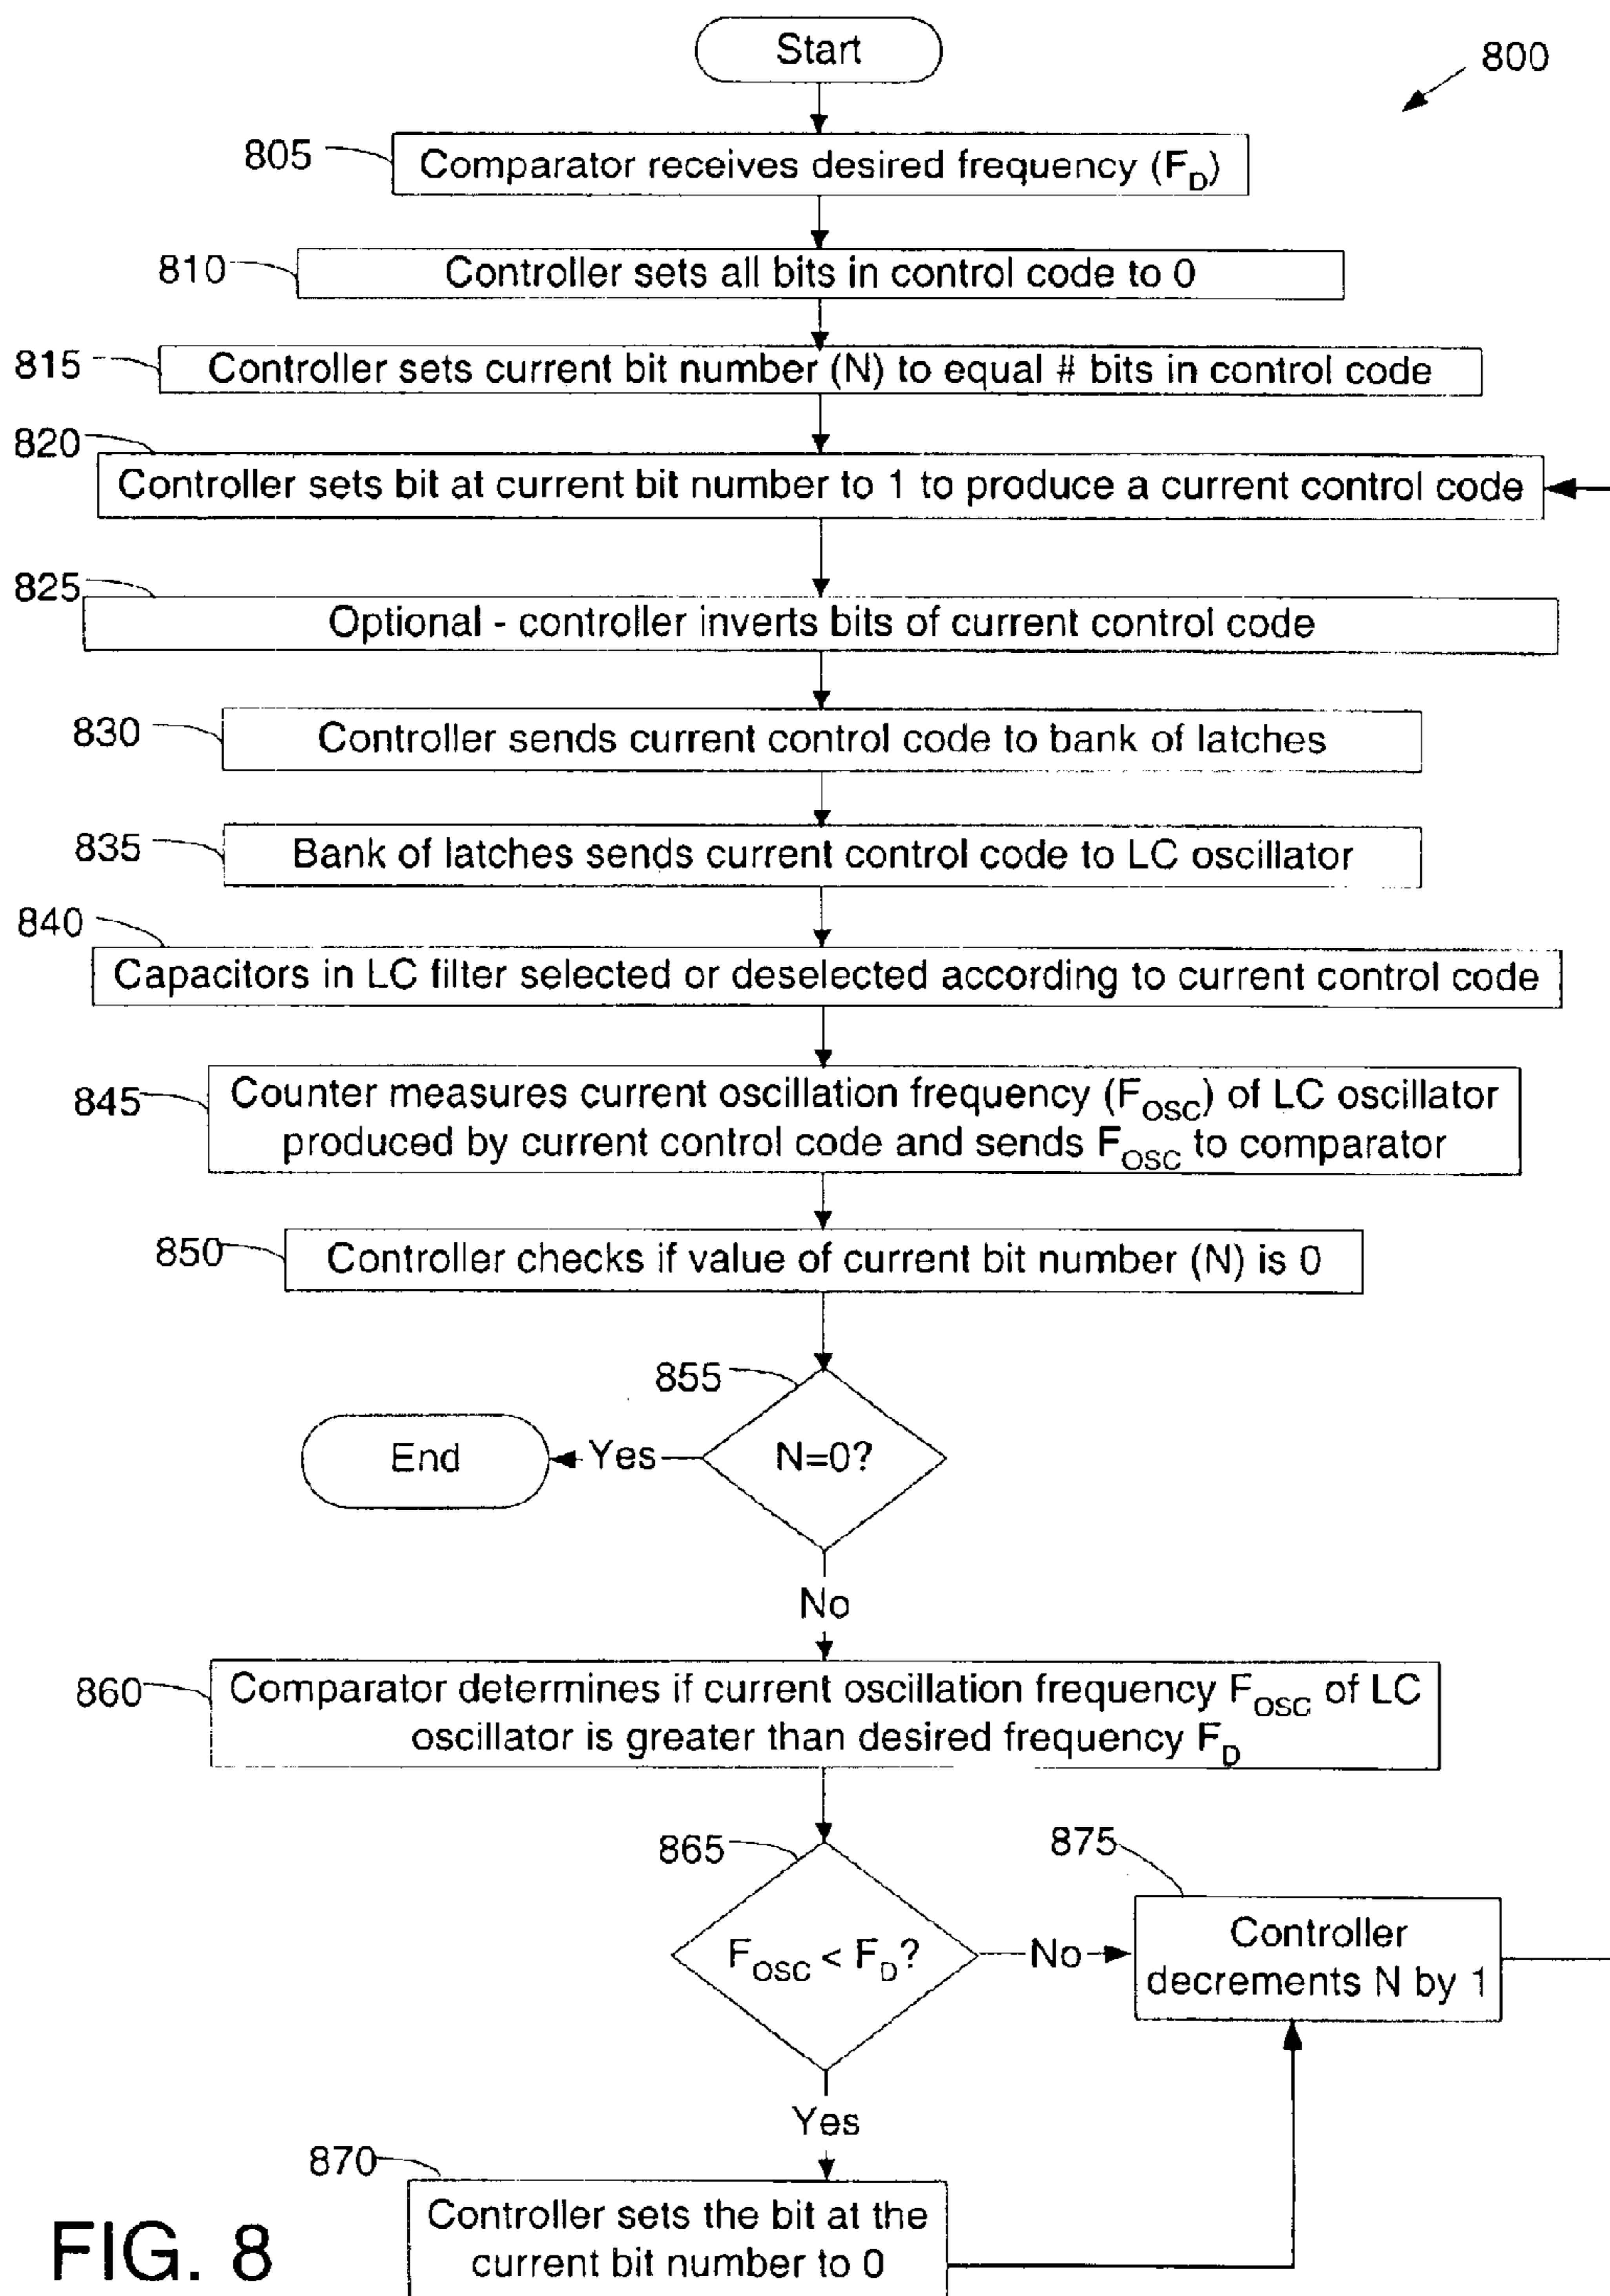 Start
800
805
Comparator receives desired frequency (F_D)
810
Controller sets all bits in control code to 0
815
Controller sets current bit number (N) to equal # bits in control code
820
Controller sets bit at current bit number to 1 to produce a current control code
825
Optional - controller inverts bits of current control code
830
Controller sends current control code to bank of latches
835
Bank of latches sends current control code to LC oscillator
840
Capacitors in LC filter selected or deselected according to current control code
845
Counter measures current oscillation frequency (F_OSC) of LC oscillator
produced by current control code and sends F_OSC to comparator
850
Controller checks if value of current bit number (N) is 0
855
N=0?
Yes
End
No
860
Comparator determines if current oscillation frequency F_OSC of LC
oscillator is greater than desired frequency F_D
865
F_OSC < F_D?
No
875
Controller
decrements N by 1
Yes
870
Controller sets the bit at the
current bit number to 0
FIG. 8